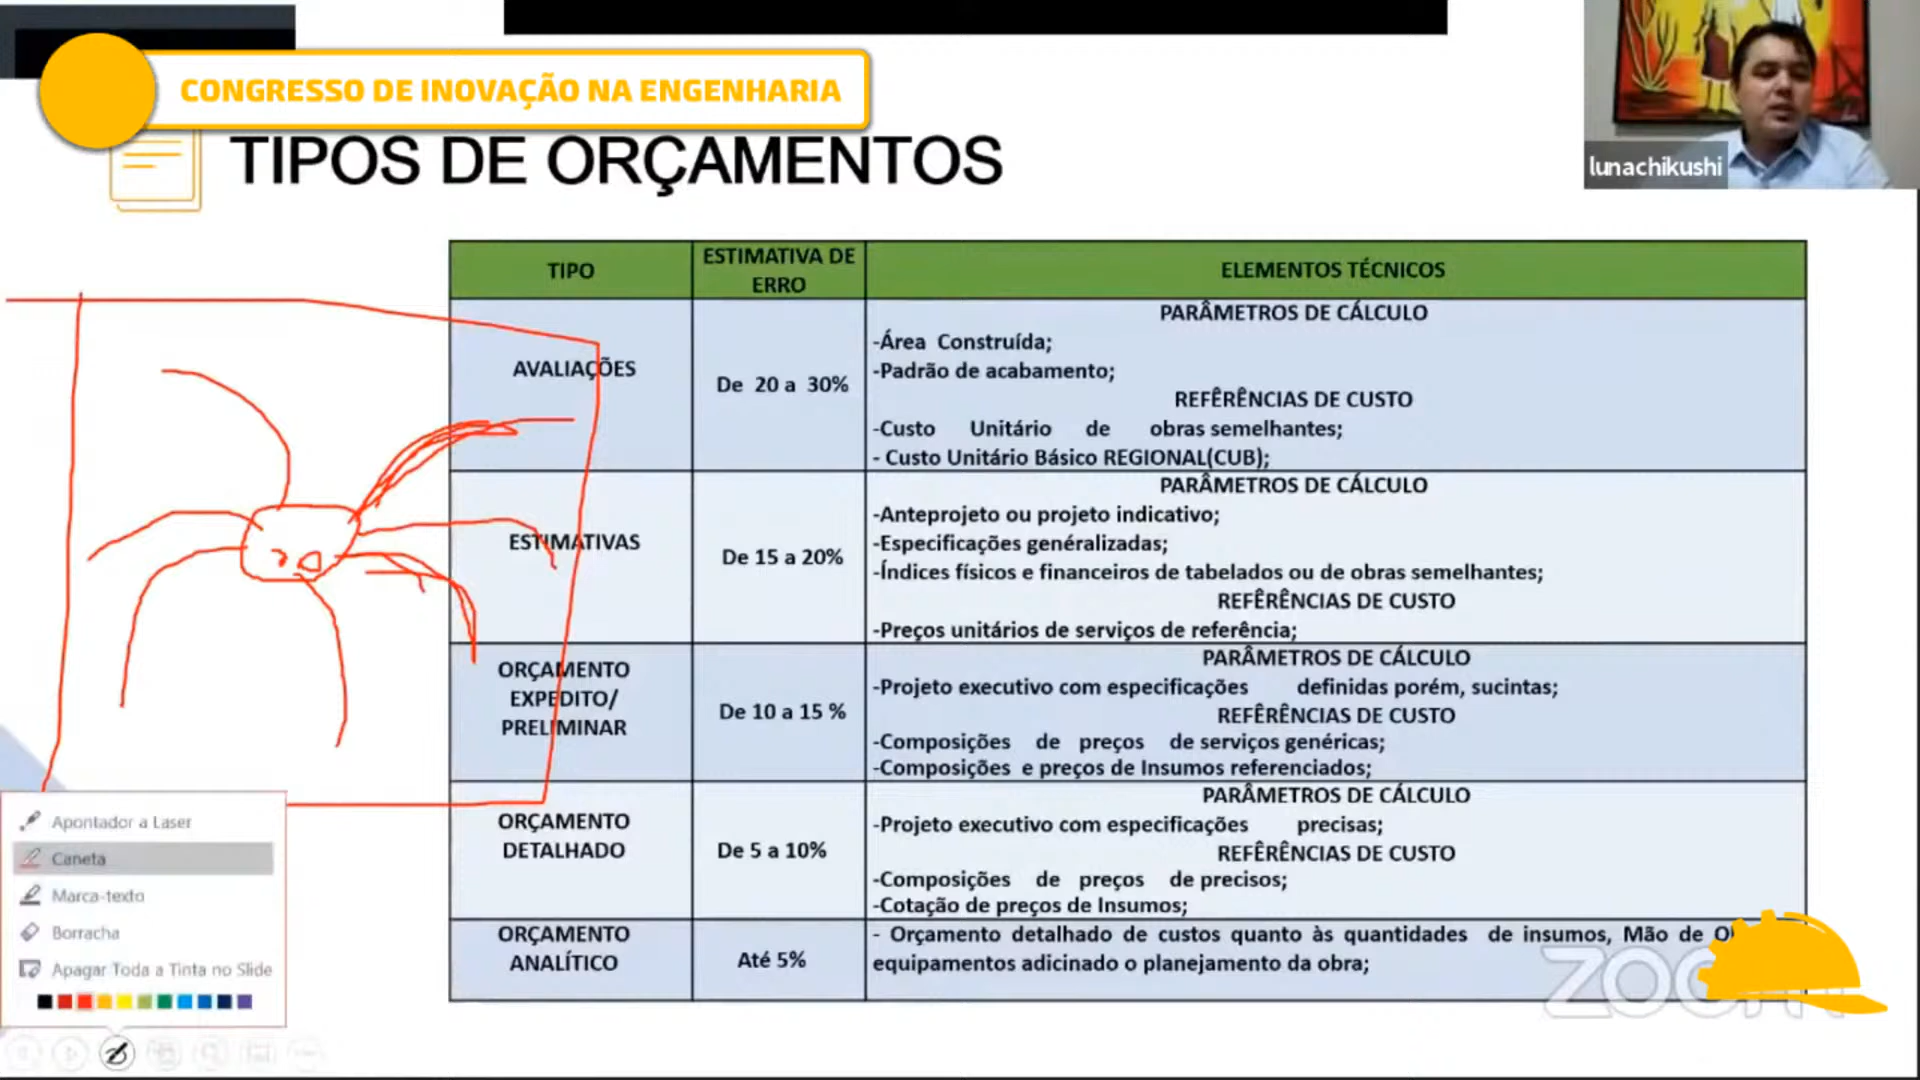 CONGRESSO DE INOVAÇÃO NA ENGENHARIA
lunachikushi
TIPOS DE ORÇAMENTOS
TIPO
ESTIMATIVA DE
ERRO
ELEMENTOS TÉCNICOS
AVALIAÇÕES
De 20 a 30%
PARÂMETROS DE CÁLCULO
-Área Construída;
-Padrão de acabamento;
REFÊRÊNCIAS DE CUSTO
-Custo Unitário de obras semelhantes;
- Custo Unitário Básico REGIONAL(CUB);
ESTIMATIVAS
De 15 a 20%
PARÂMETROS DE CÁLCULO
-Anteprojeto ou projeto indicativo;
-Especificações genéralizadas;
-Índices físicos e financeiros de tabelados ou de obras semelhantes;
REFÊRÊNCIAS DE CUSTO
-Preços unitários de serviços de referência;
ORÇAMENTO
EXPEDITO/
PRELIMINAR
De 10 a 15 %
PARÂMETROS DE CÁLCULO
-Projeto executivo com especificações definidas porém, sucintas;
REFÊRÊNCIAS DE CUSTO
-Composições de preços de serviços genéricas;
-Composições e preços de Insumos referenciados;
ORÇAMENTO
DETALHADO
De 5 a 10%
PARÂMETROS DE CÁLCULO
-Projeto executivo com especificações precisas;
REFÊRÊNCIAS DE CUSTO
-Composições de preços de precisos;
-Cotação de preços de Insumos;
ORÇAMENTO
ANALÍTICO
Até 5%
- Orçamento detalhado de custos quanto às quantidades de insumos, Mão de
equipamentos adicinado o planejamento da obra;
Apontador a Laser
Caneta
Marca-texto
Borracha
Apagar Toda a Tinta no Slide